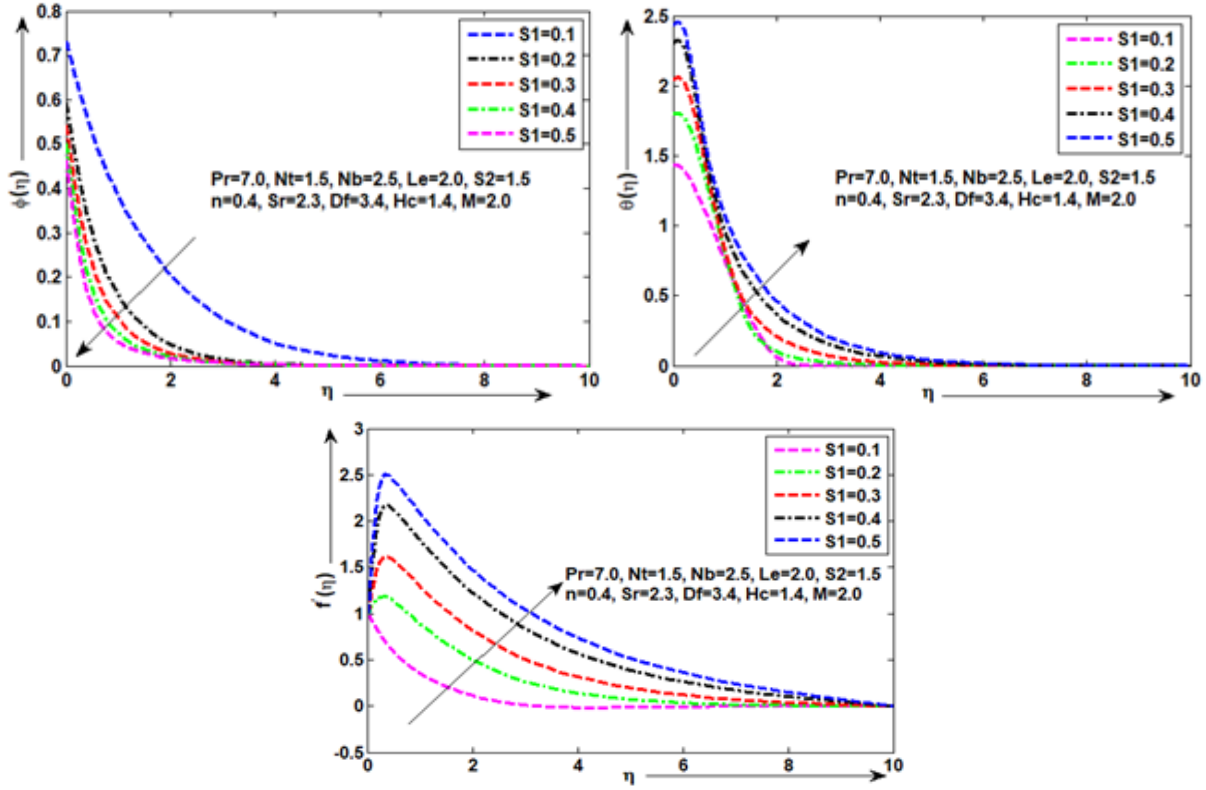 0.8
0.7
0.6
0.5
0.4
0.3
0.2
0.1
0
ϕ(η)
S1=0.1
S1=0.2
S1=0.3
S1=0.4
S1=0.5
Pr=7.0, Nt=1.5, Nb=2.5, Le=2.0, S2=1.5
n=0.4, Sr=2.3, Df=3.4, Hc=1.4, M=2.0
0 2 4 6 8 10
η
2.5
2
1.5
1
0.5
0
θ(η)
S1=0.1
S1=0.2
S1=0.3
S1=0.4
S1=0.5
Pr=7.0, Nt=1.5, Nb=2.5, Le=2.0, S2=1.5
n=0.4, Sr=2.3, Df=3.4, Hc=1.4, M=2.0
0 2 4 6 8 10
η
3
2.5
2
1.5
1
0.5
0
-0.5
f'(η)
S1=0.1
S1=0.2
S1=0.3
S1=0.4
S1=0.5
Pr=7.0, Nt=1.5, Nb=2.5, Le=2.0, S2=1.5
n=0.4, Sr=2.3, Df=3.4, Hc=1.4, M=2.0
0 2 4 6 8 10
η